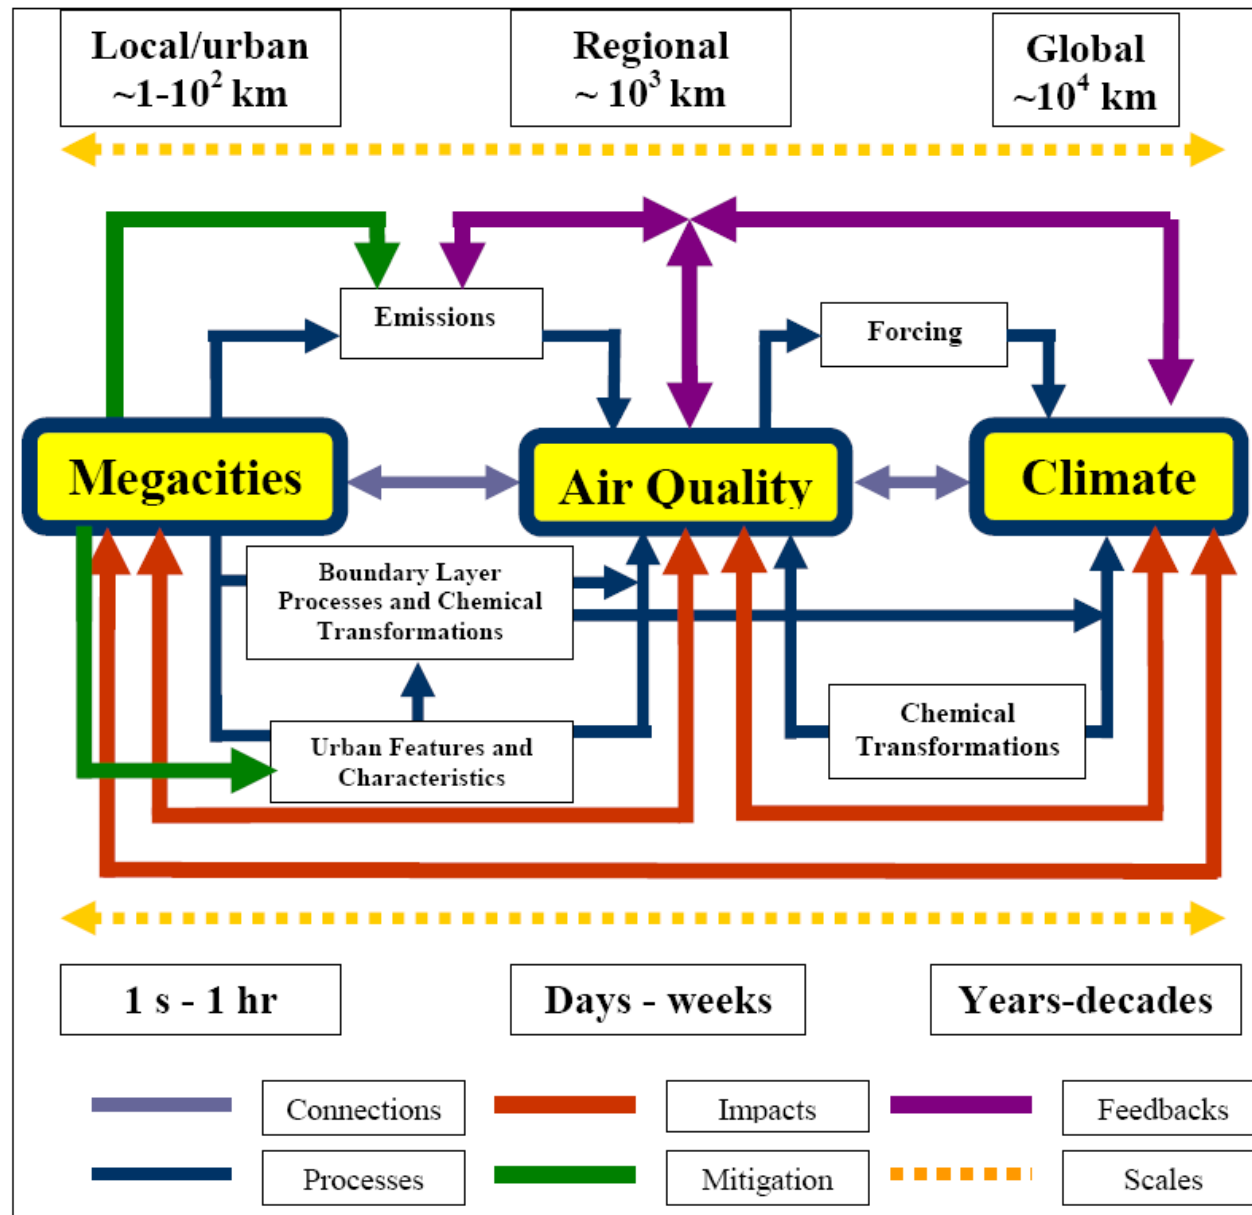 Local/urban
~1-10² km
Regional
~ 10³ km
Global
~10⁴ km
Emissions
Forcing
Megacities
Air Quality
Climate
Boundary Layer
Processes and Chemical
Transformations
Chemical
Transformations
Urban Features and
Characteristics
1 s - 1 hr
Days - weeks
Years-decades
Connections
Impacts
Feedbacks
Processes
Mitigation
Scales